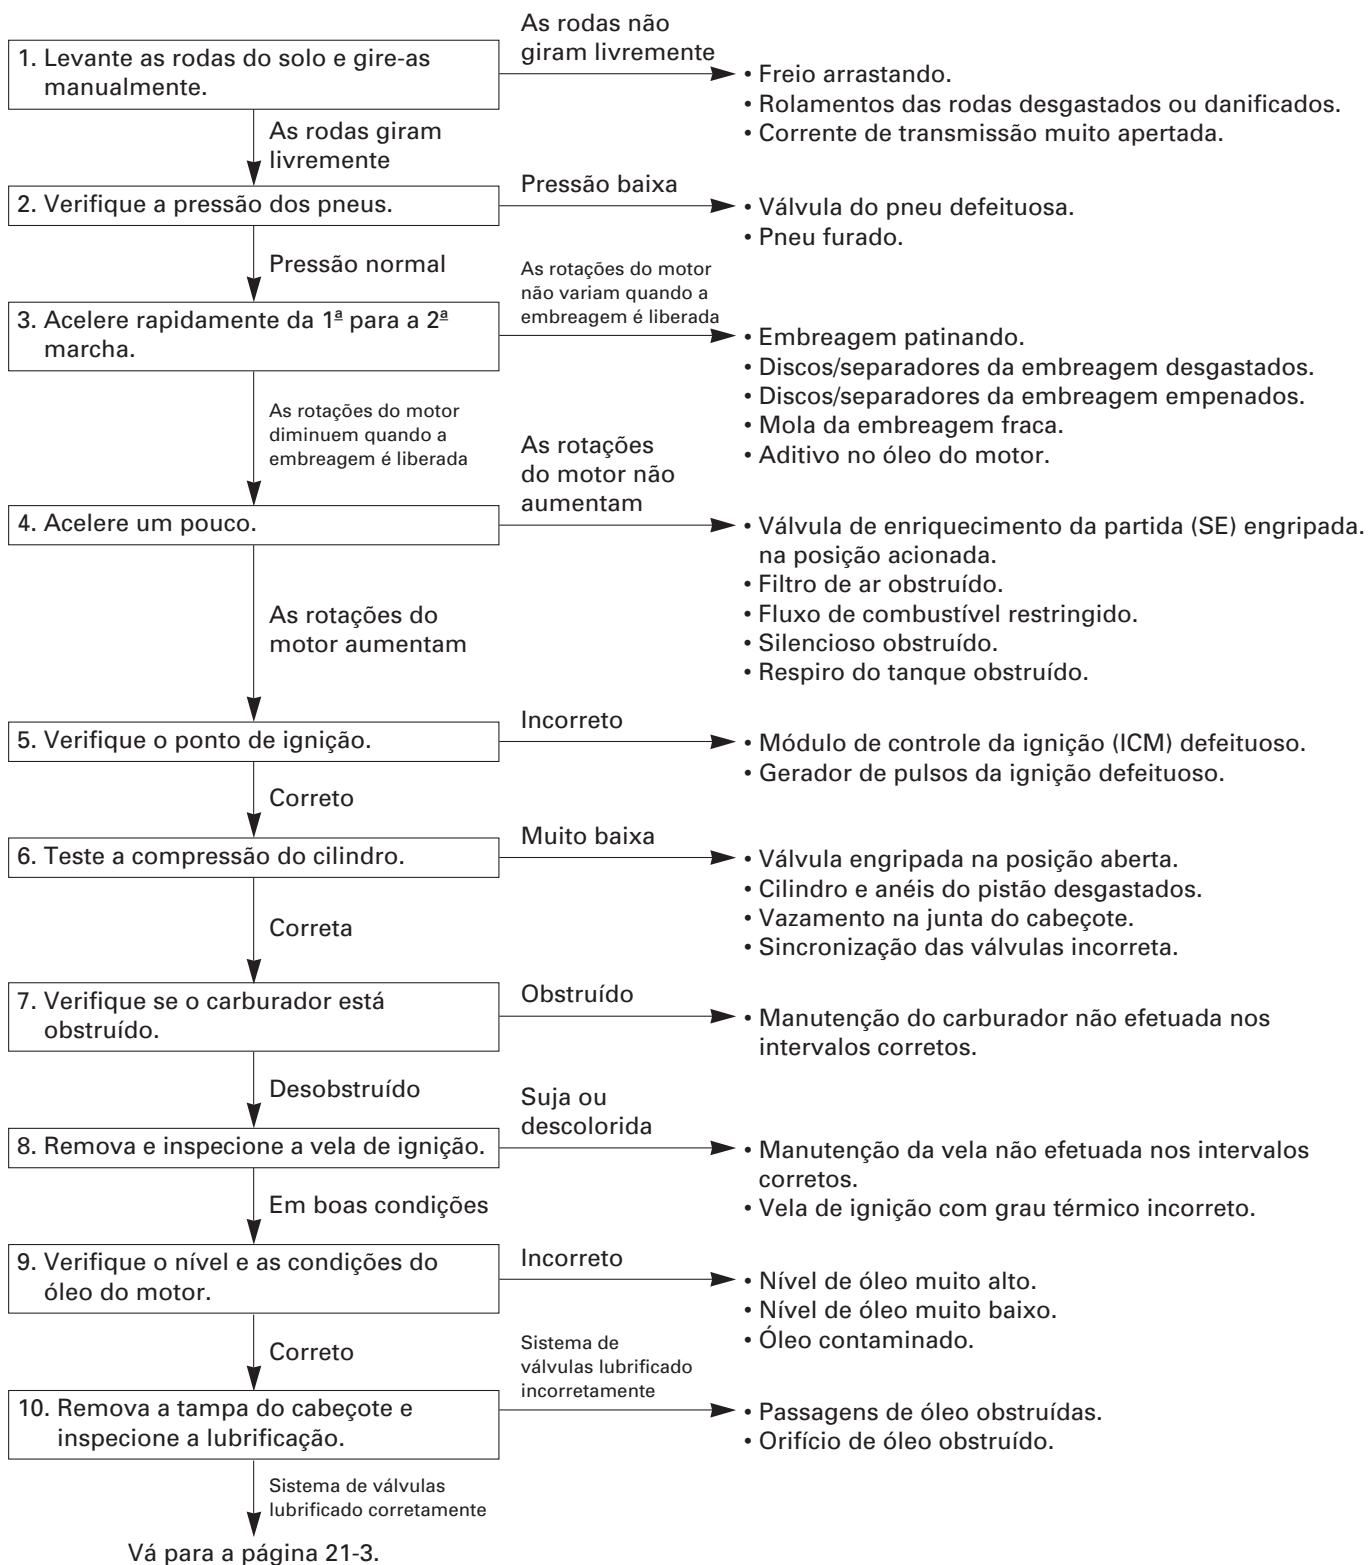 As rodas não
giram livremente
1. Levante as rodas do solo e gire-as
manualmente.
• Freio arrastando.
• Rolamentos das rodas desgastados ou danificados.
• Corrente de transmissão muito apertada.
As rodas giram
livremente
Pressão baixa
2. Verifique a pressão dos pneus.
• Válvula do pneu defeituosa.
• Pneu furado.
Pressão normal
As rotações do motor
não variam quando a
embreagem é liberada
3. Acelere rapidamente da 1ª para a 2ª
marcha.
• Embreagem patinando.
• Discos/separadores da embreagem desgastados.
• Discos/separadores da embreagem empenados.
• Mola da embreagem fraca.
• Aditivo no óleo do motor.
As rotações do motor
diminuem quando a
embreagem é liberada
As rotações
do motor não
aumentam
4. Acelere um pouco.
• Válvula de enriquecimento da partida (SE) engripada.
na posição acionada.
• Filtro de ar obstruído.
• Fluxo de combustível restringido.
• Silencioso obstruído.
• Respiro do tanque obstruído.
As rotações do
motor aumentam
Incorreto
5. Verifique o ponto de ignição.
• Módulo de controle da ignição (ICM) defeituoso.
• Gerador de pulsos da ignição defeituoso.
Correto
Muito baixa
6. Teste a compressão do cilindro.
• Válvula engripada na posição aberta.
• Cilindro e anéis do pistão desgastados.
• Vazamento na junta do cabeçote.
• Sincronização das válvulas incorreta.
Correta
Obstruído
7. Verifique se o carburador está
obstruído.
• Manutenção do carburador não efetuada nos
intervalos corretos.
Desobstruído
Suja ou
descolorida
8. Remova e inspecione a vela de ignição.
• Manutenção da vela não efetuada nos intervalos
corretos.
• Vela de ignição com grau térmico incorreto.
Em boas condições
Incorreto
9. Verifique o nível e as condições do
óleo do motor.
• Nível de óleo muito alto.
• Nível de óleo muito baixo.
• Óleo contaminado.
Correto
Sistema de
válvulas lubrificado
incorretamente
10. Remova a tampa do cabeçote e
inspecione a lubrificação.
• Passagens de óleo obstruídas.
• Orifício de óleo obstruído.
Sistema de válvulas
lubrificado corretamente
Vá para a página 21-3.